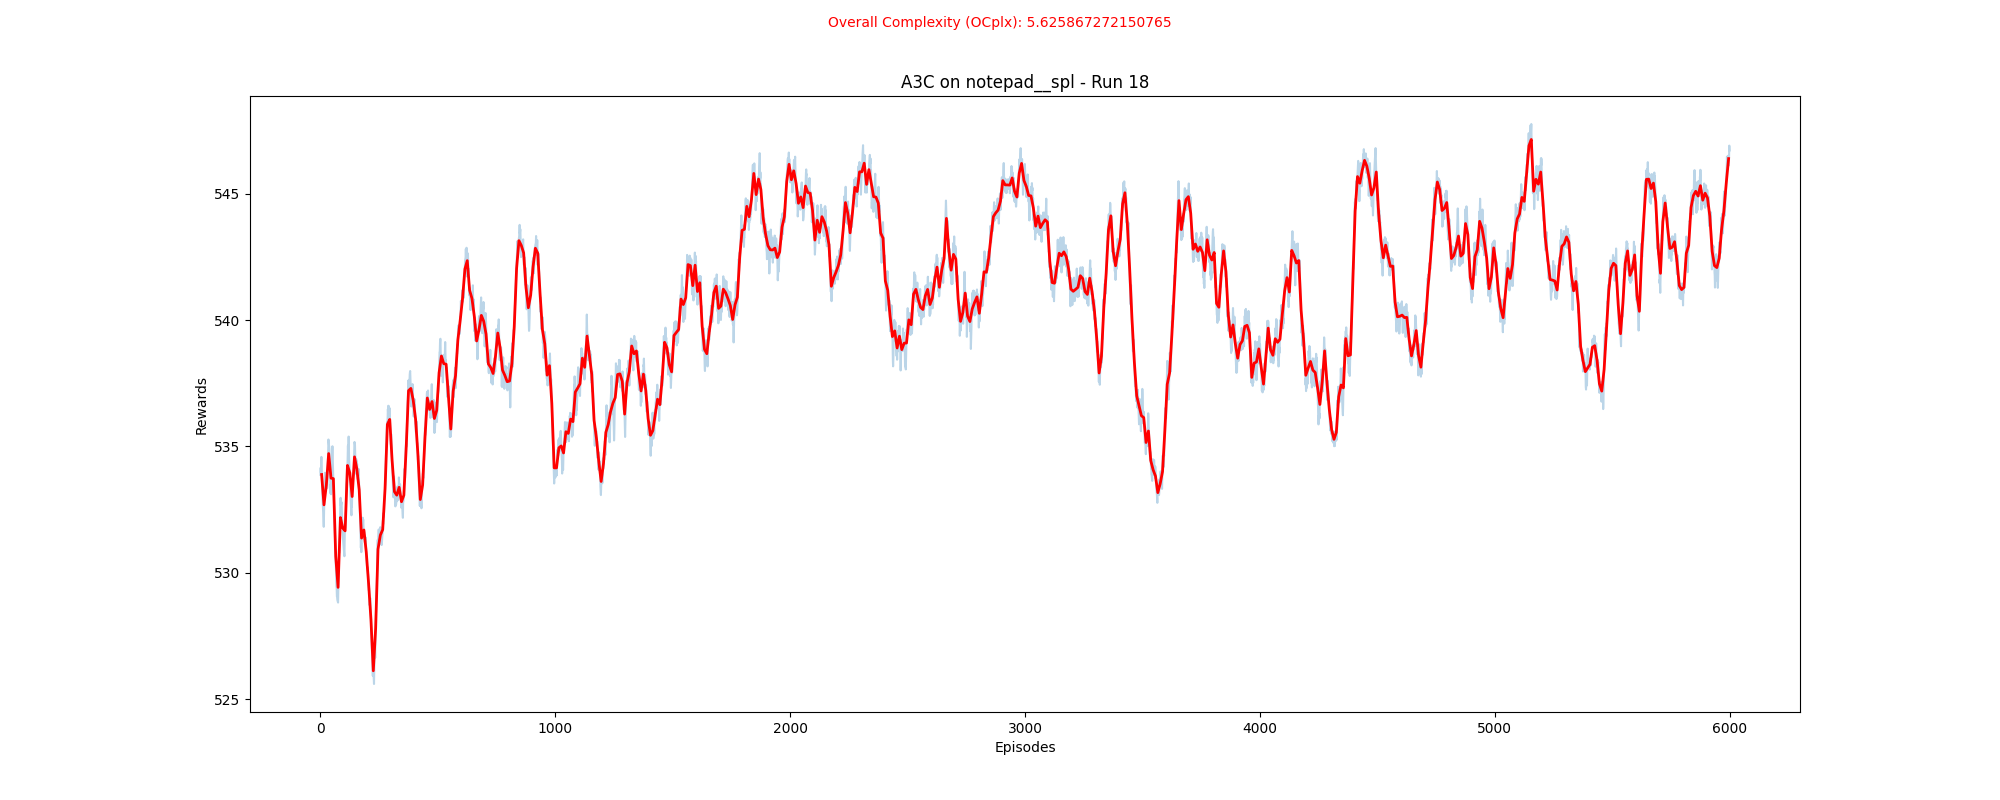 Overall Complexity (OCplx): 5.625867272150765
A3C on notepad__spl - Run 18
Rewards
545
540
535
530
525
0 1000 2000 3000 4000 5000 6000
Episodes